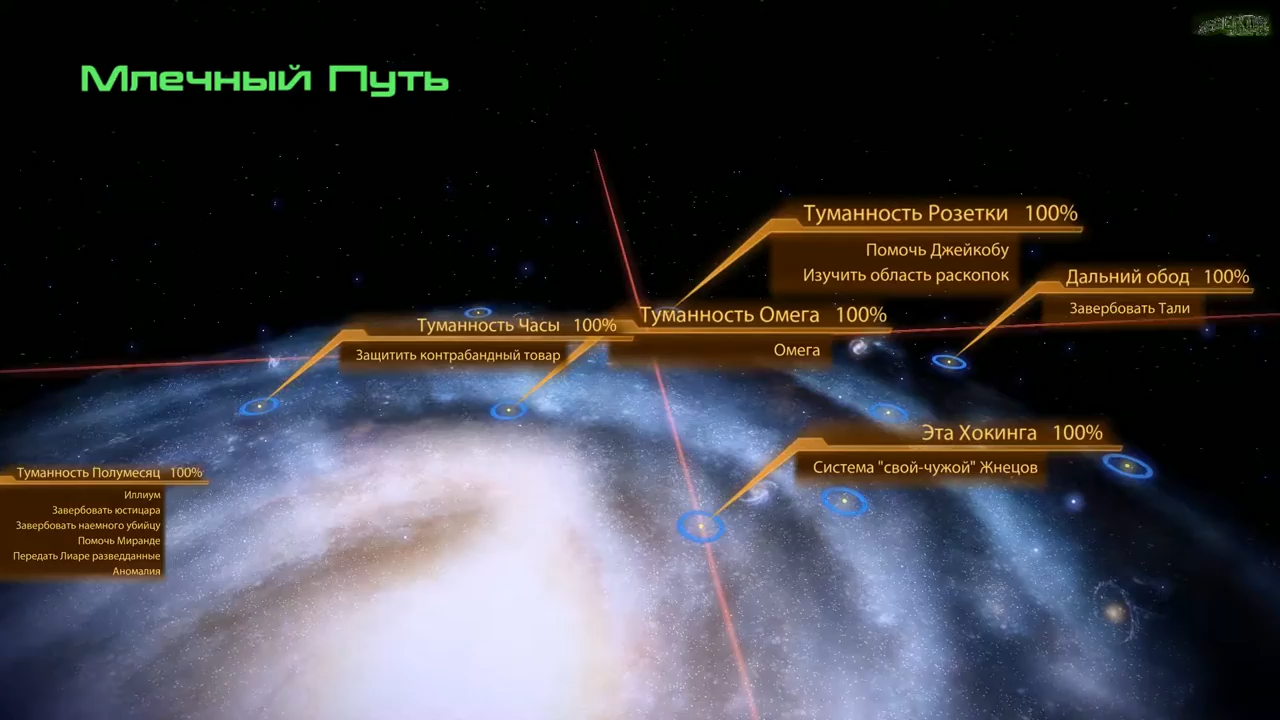 Млечный Путь
Туманность Розетки 100%
Помочь Джейкобу
Изучить область раскопок
Дальний обод 100%
Завербовать Тали
Туманность Омега 100%
Омега
Туманность Часы 100%
Защитить контрабандный товар
Эта Хокинга 100%
Система "свой-чужой" Жнецов
Туманность Полумесяц 100%
Иллиум
Завербовать юстицара
Завербовать наемного убийцу
Помочь Миранде
Передать Лиаре разведданные
Аномалия